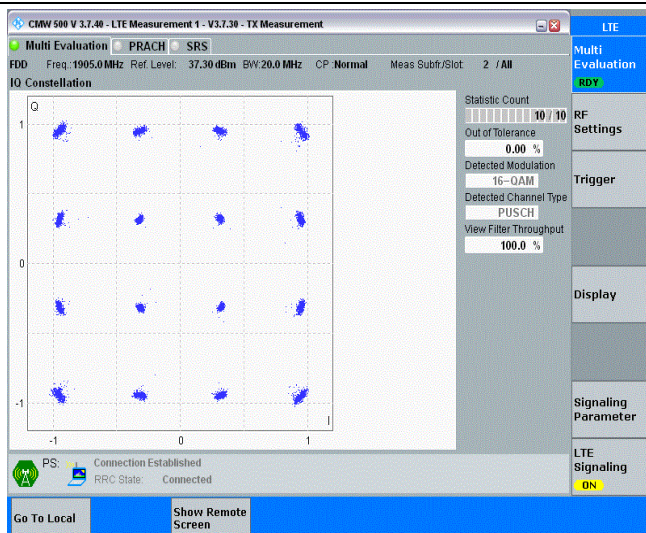 CMW 500 V 3.7.40 - LTE Measurement 1 - V3.7.30 - TX Measurement
LTE
Multi Evaluation PRACH SRS
FDD Freq.:1905.0 MHz Ref. Level: 37.30 dBm BW:20.0 MHz CP :Normal Meas Subfr./Slot: 2 / All
IQ Constellation
Q
1
0
-1
-1 0 1
I
Statistic Count
10 / 10
Out of Tolerance
0.00 %
Detected Modulation
16-QAM
Detected Channel Type
PUSCH
View Filter Throughput
100.0 %
Multi
Evaluation
RDY
RF
Settings
Trigger
Display
Signaling
Parameter
LTE
Signaling
ON
PS: Connection Established
RRC State: Connected
Go To Local
Show Remote
Screen